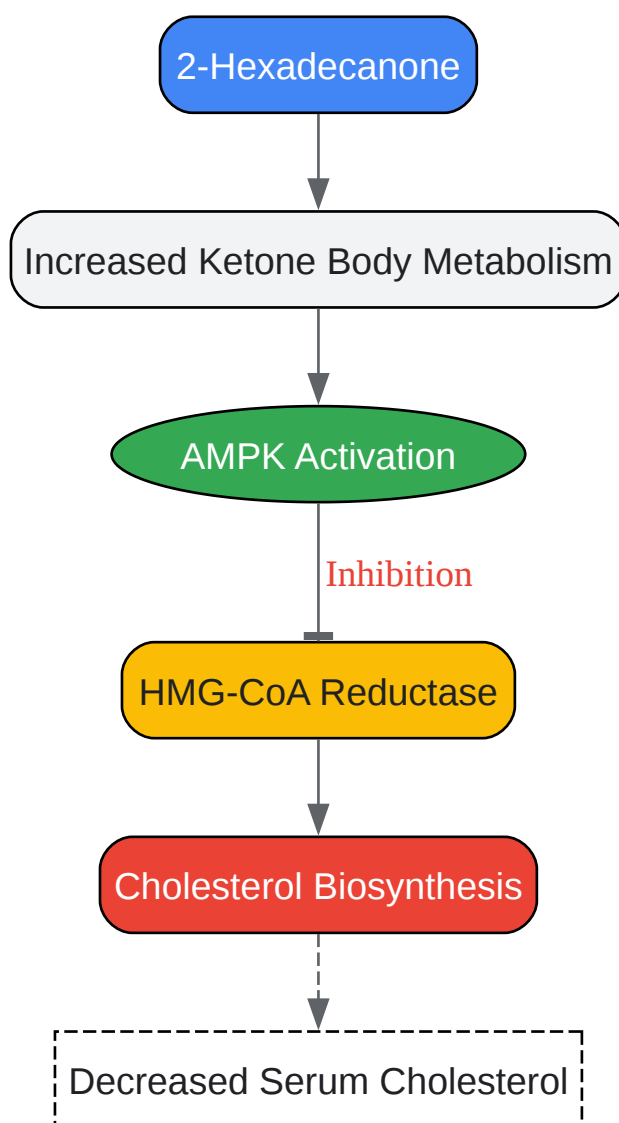 2-Hexadecanone
Increased Ketone Body Metabolism
AMPK Activation
Inhibition
HMG-CoA Reductase
Cholesterol Biosynthesis
Decreased Serum Cholesterol